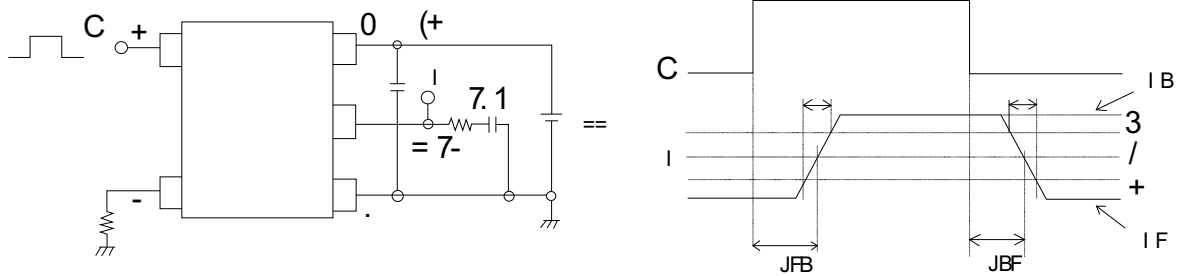 C + 0 (+
I
7. 1
= 7-
==
-
.
C
I B
3
I /
+
I F
JFB JBF